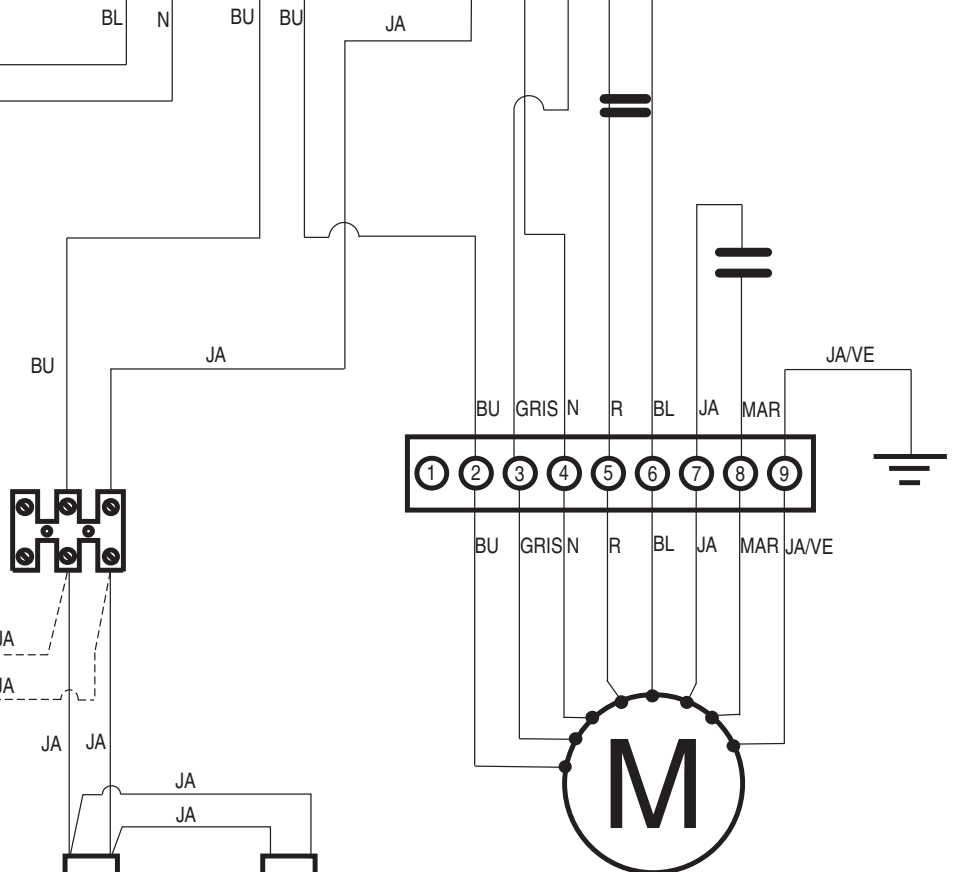 BL N BU BU JA
BU JA JA/VE
BU GRIS N R BL JA MAR
1 2 3 4 5 6 7 8 9
BU GRIS N R BL JA MAR JA/VE
JA
JA
JA JA
JA
JA
M